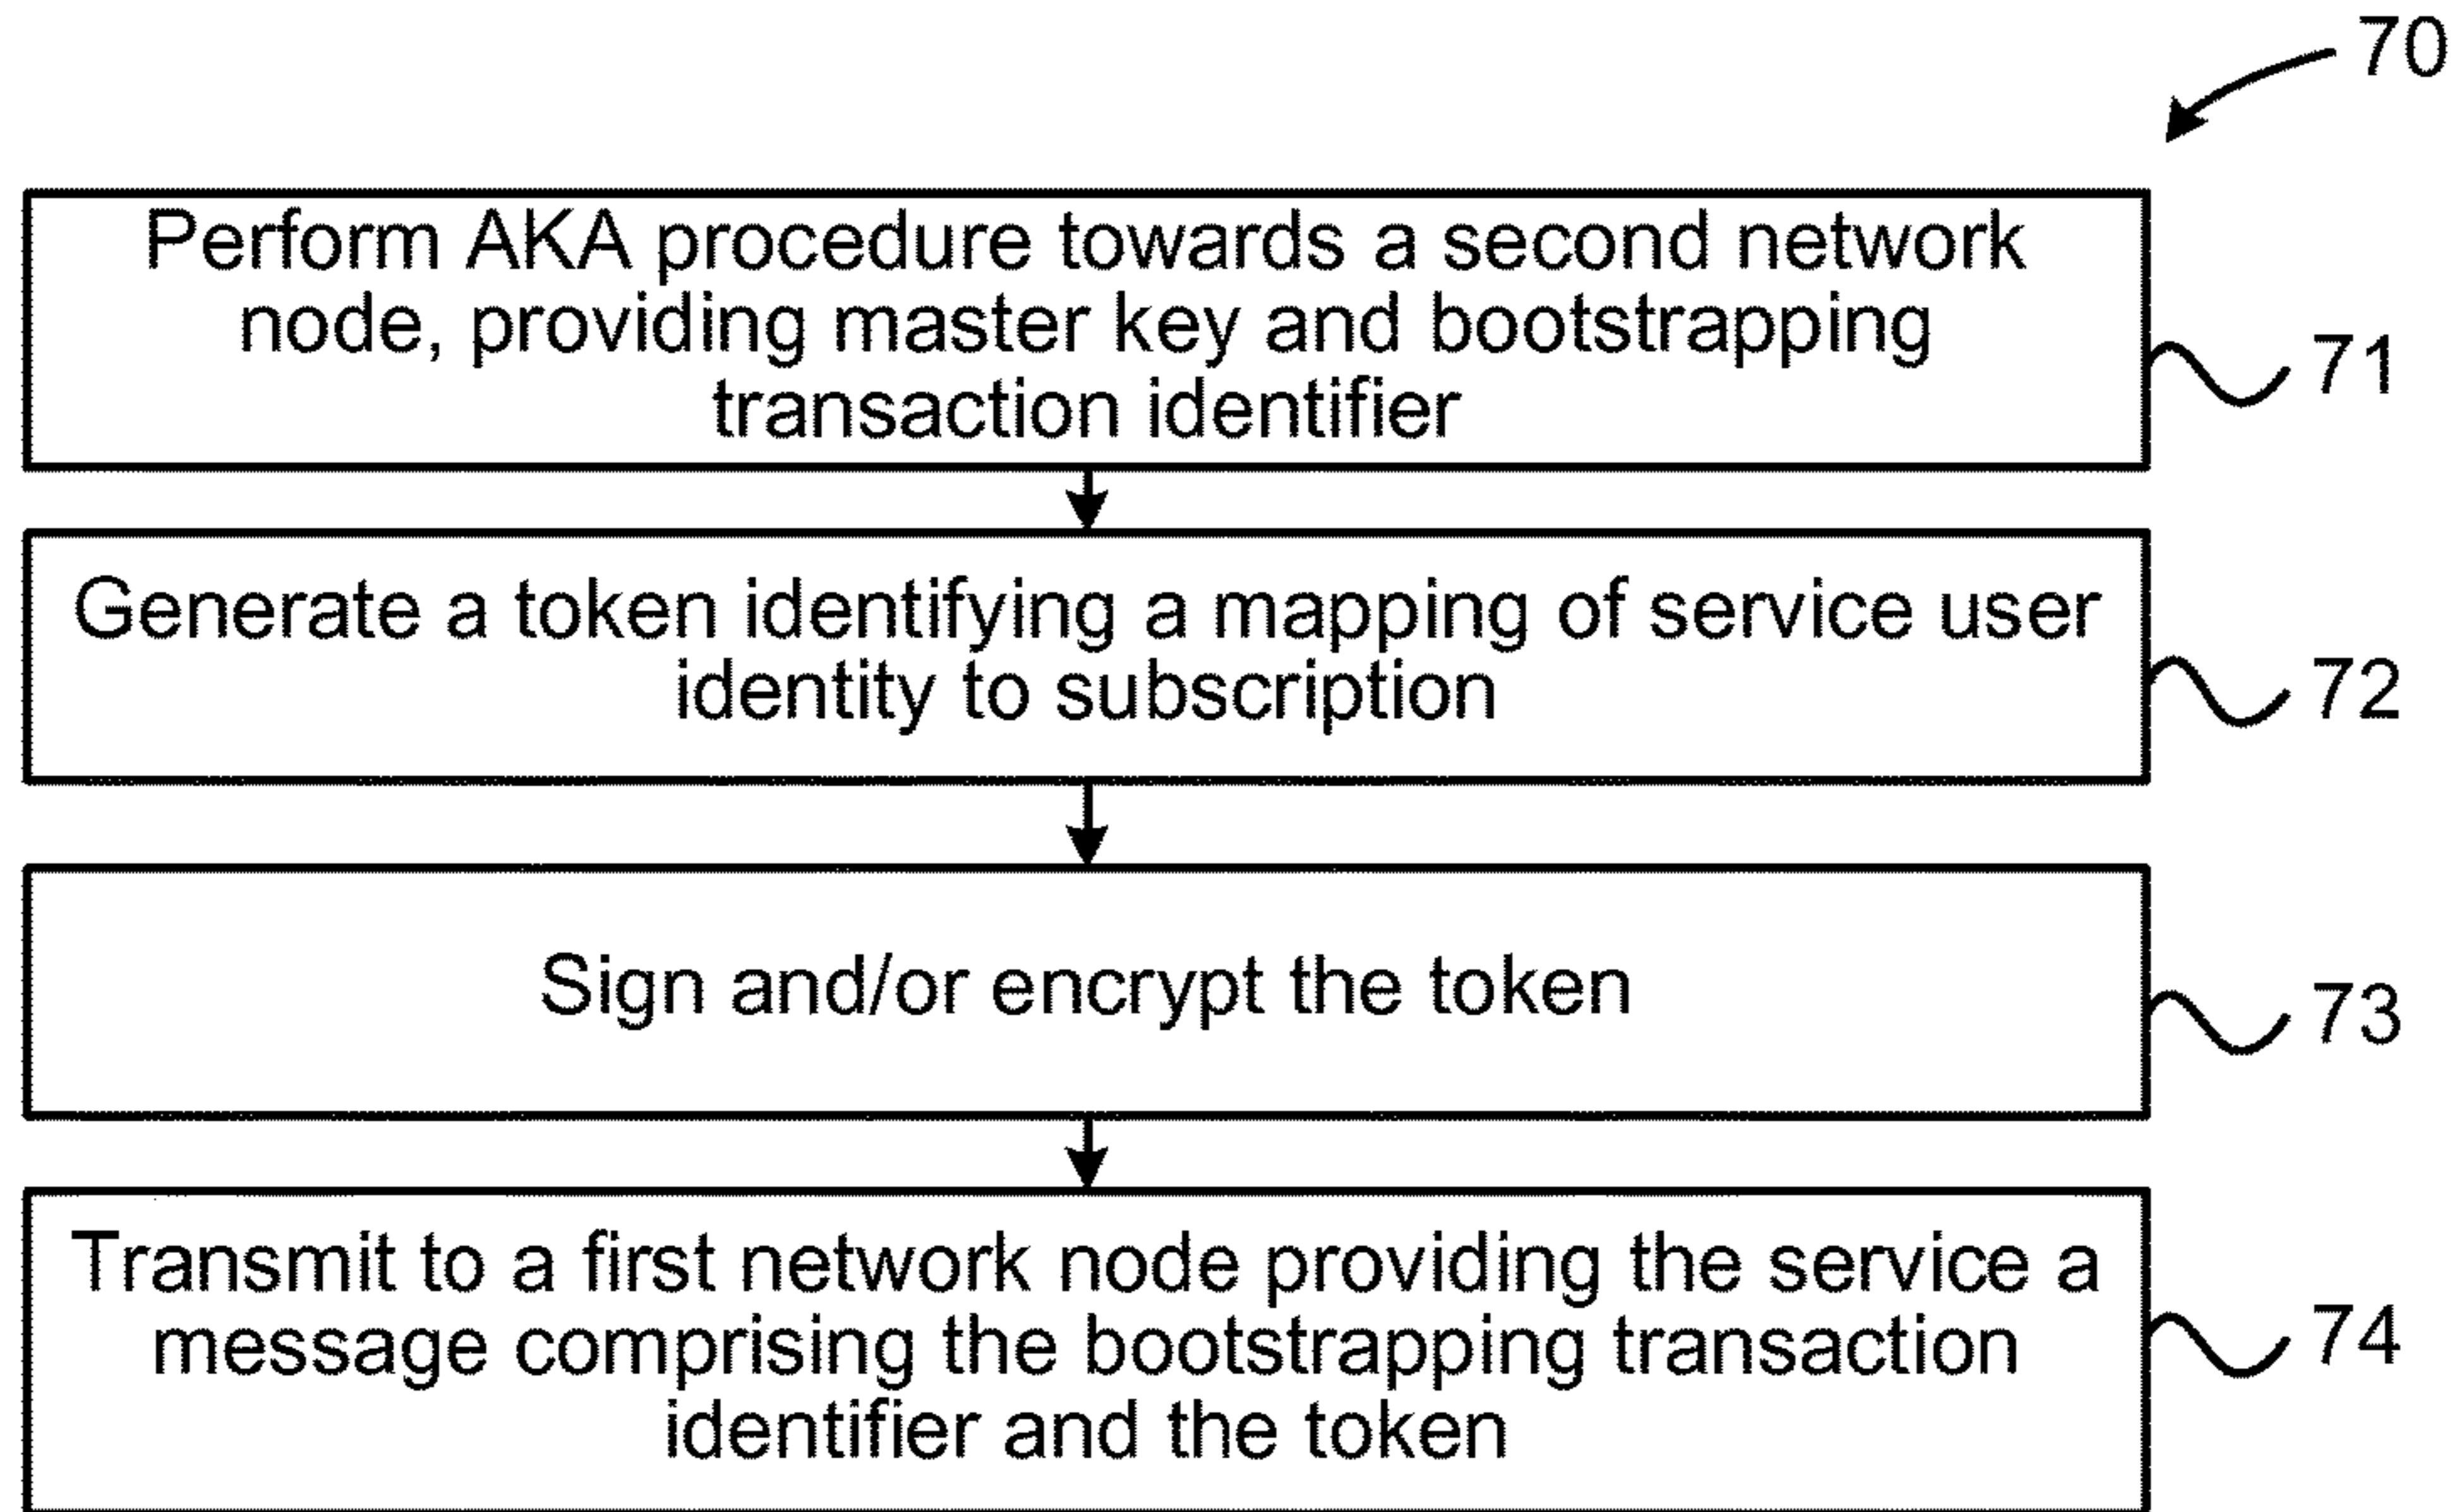 70
Perform AKA procedure towards a second network
node, providing master key and bootstrapping
transaction identifier
71
Generate a token identifying a mapping of service user
identity to subscription
72
Sign and/or encrypt the token
73
Transmit to a first network node providing the service a
message comprising the bootstrapping transaction
identifier and the token
74